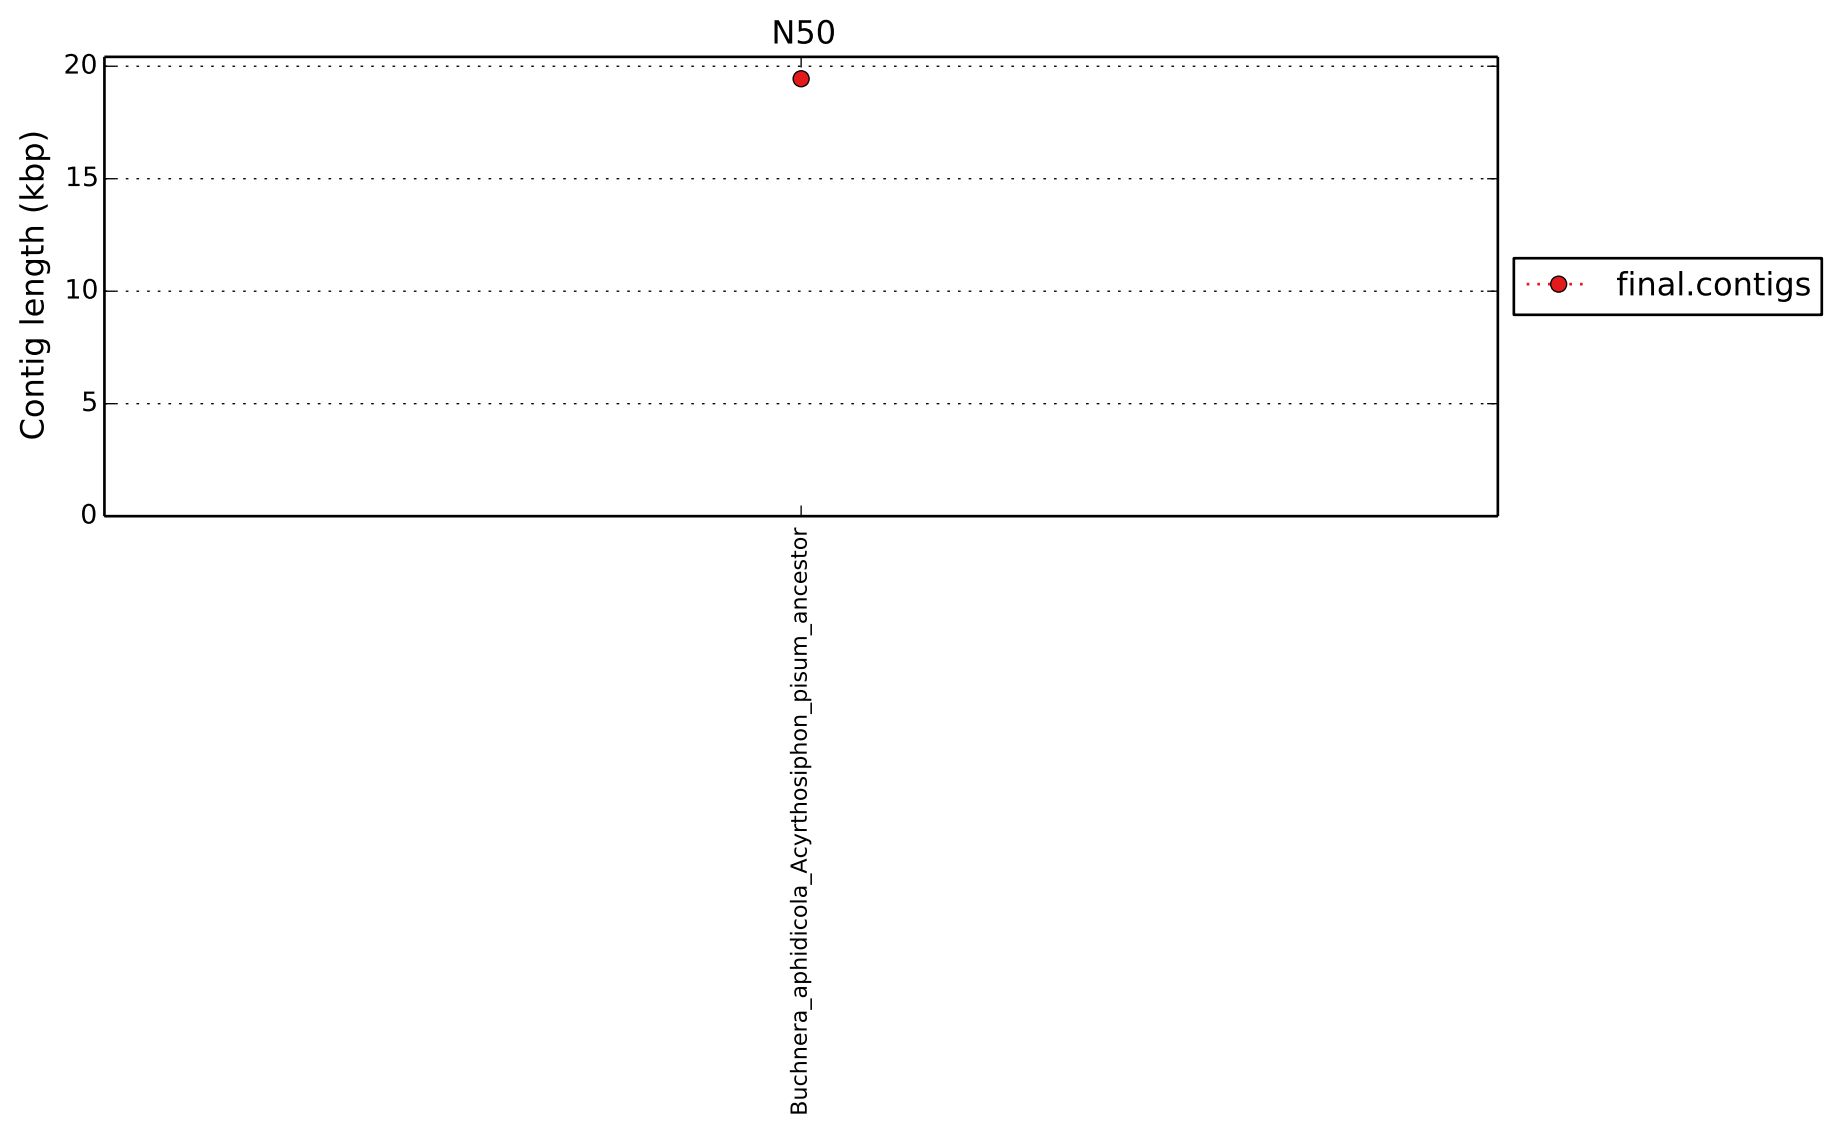 N50
Contig length (kbp)
20
15
10
5
0
final.contigs
Buchnera_aphidicola_Acyrthosiphon_pisum_ancestor